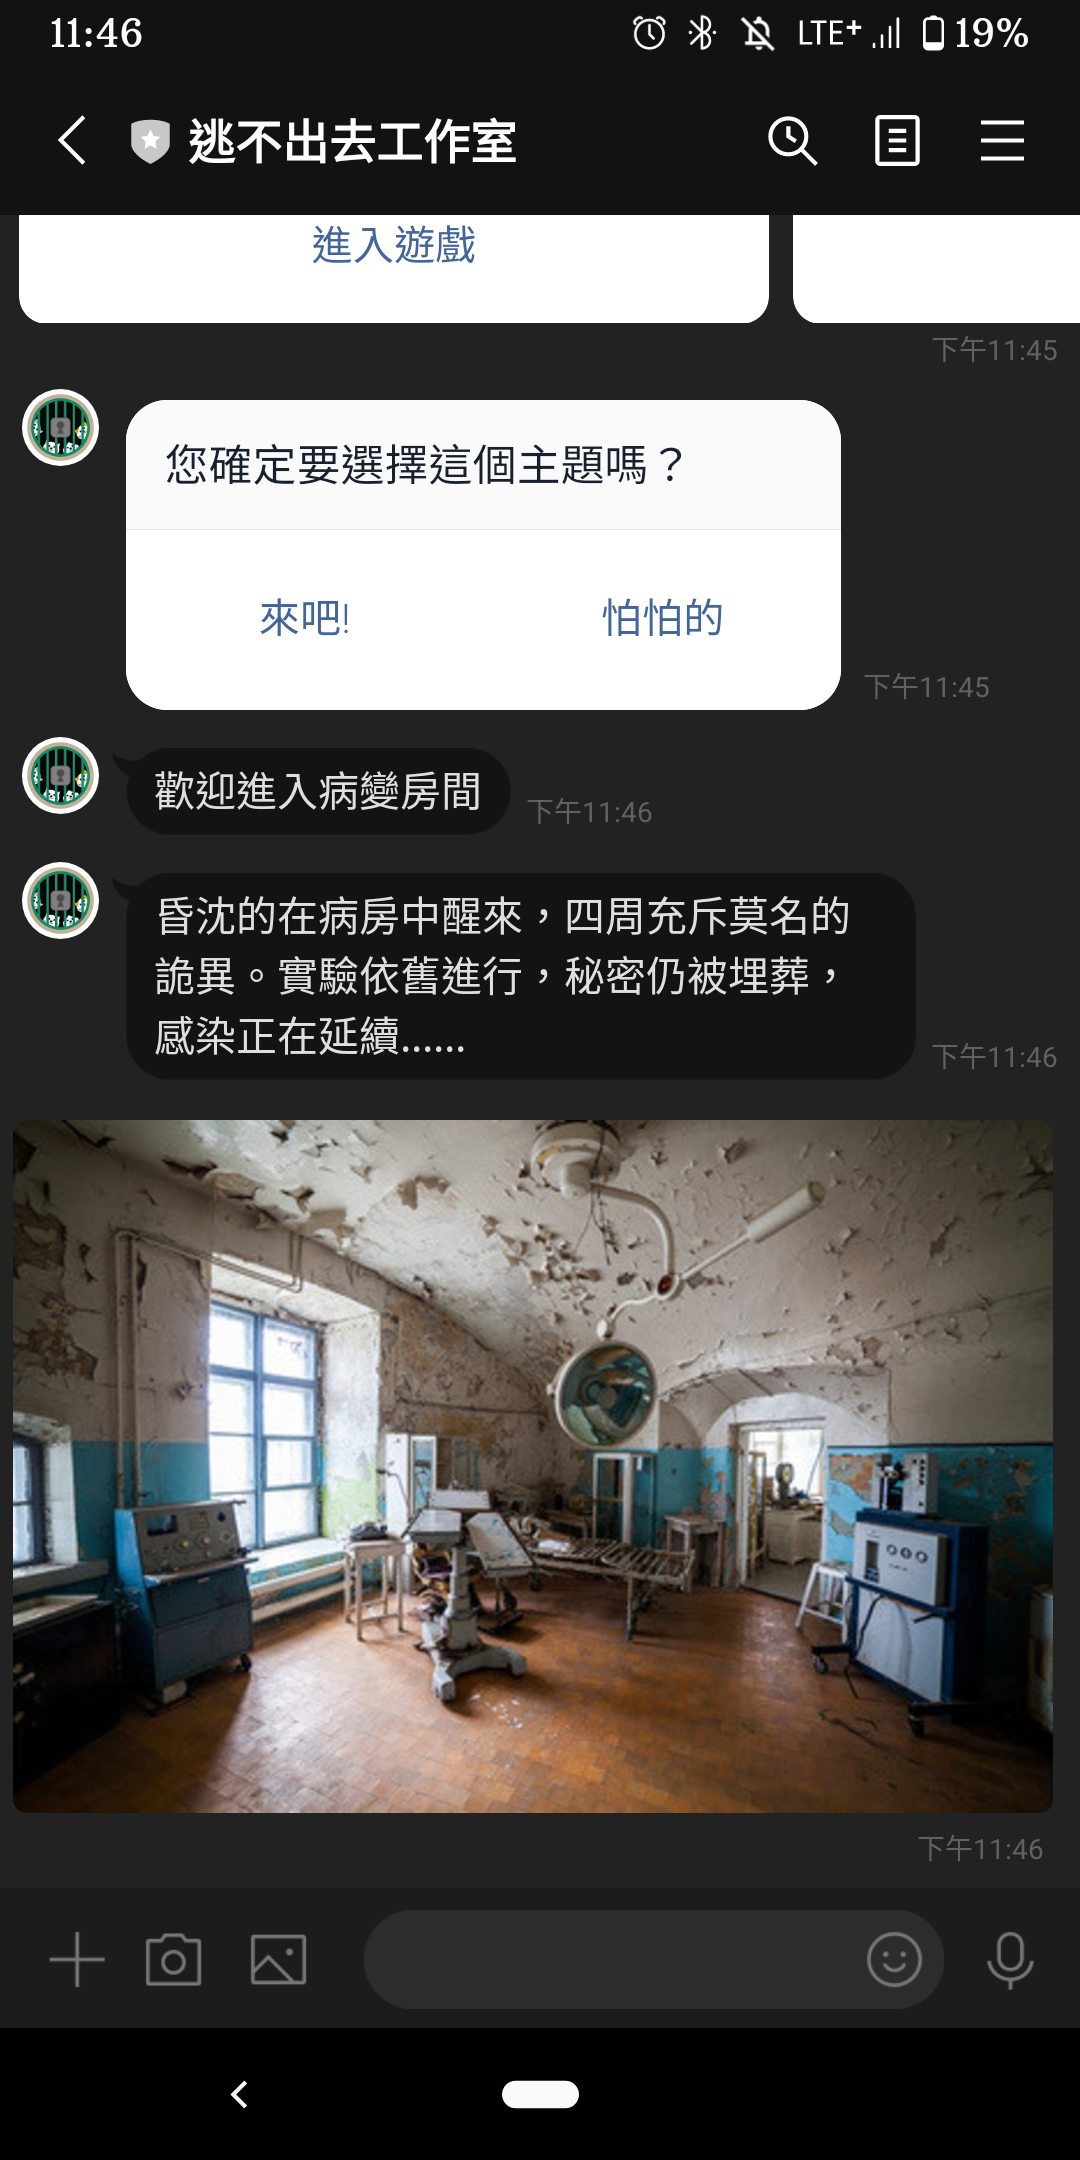 11:46
LTE+
19%
逃不出去工作室
進入遊戲
下午11:45
您確定要選擇這個主題嗎？
來吧!
怕怕的
下午11:45
歡迎進入病變房間
下午11:46
昏沈的在病房中醒來，四周充斥莫名的
詭異。實驗依舊進行，秘密仍被埋葬，
感染正在延續......
下午11:46
下午11:46